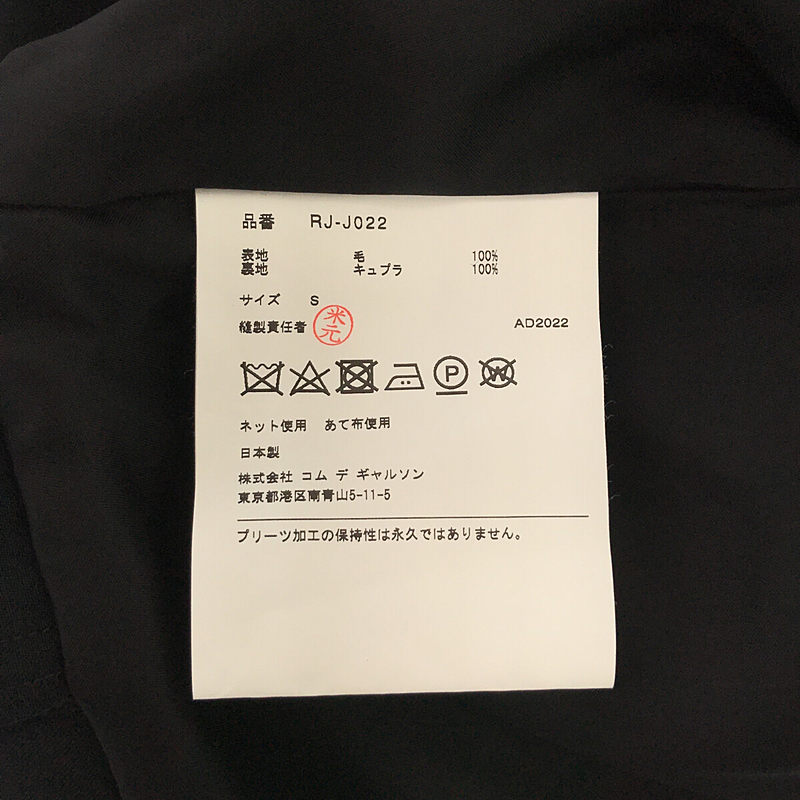 品番 RJ-J022
表地 毛 100%
裏地 キュプラ 100%
サイズ S
縫製責任者 米元 AD2022
P W
ネット使用 あて布使用
日本製
株式会社 コム デ ギャルソン
東京都港区南青山5-11-5
プリーツ加工の保持性は永久ではありません。